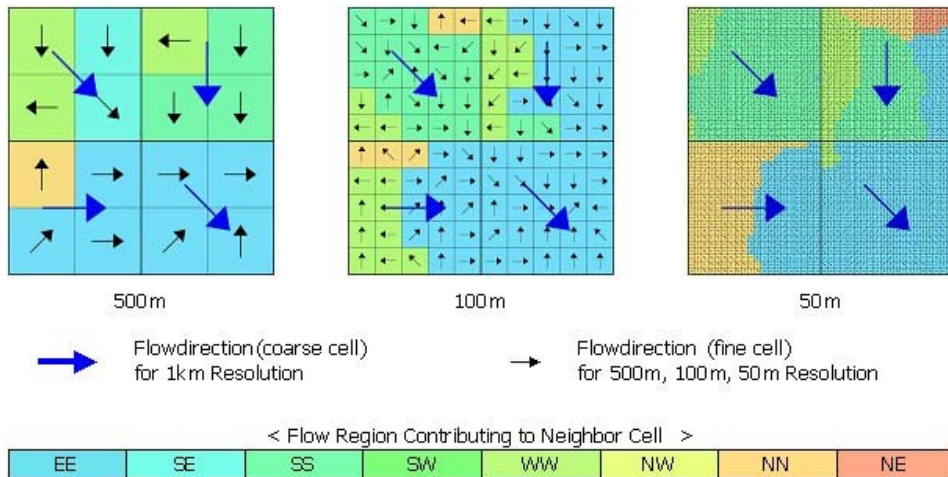 500m
100m
50m
Flowdirection(coarse cell)
for 1km Resolution
Flowdirection (fine cell)
for 500m, 100m, 50m Resolution
< Flow Region Contributing to Neighbor Cell >
EE SE SS SW WW NW NN NE